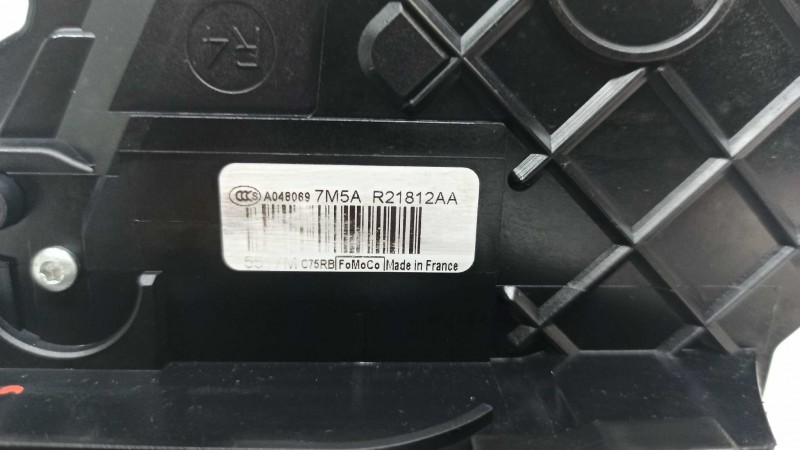 R4
CCC S A048069 7M5A R21812AA
C75RB FoMoCo Made in France